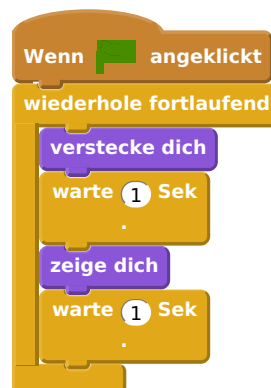 Wenn angeklickt
wiederhole fortlaufend
verstecke dich
warte 1 Sek
.
zeige dich
warte 1 Sek
.